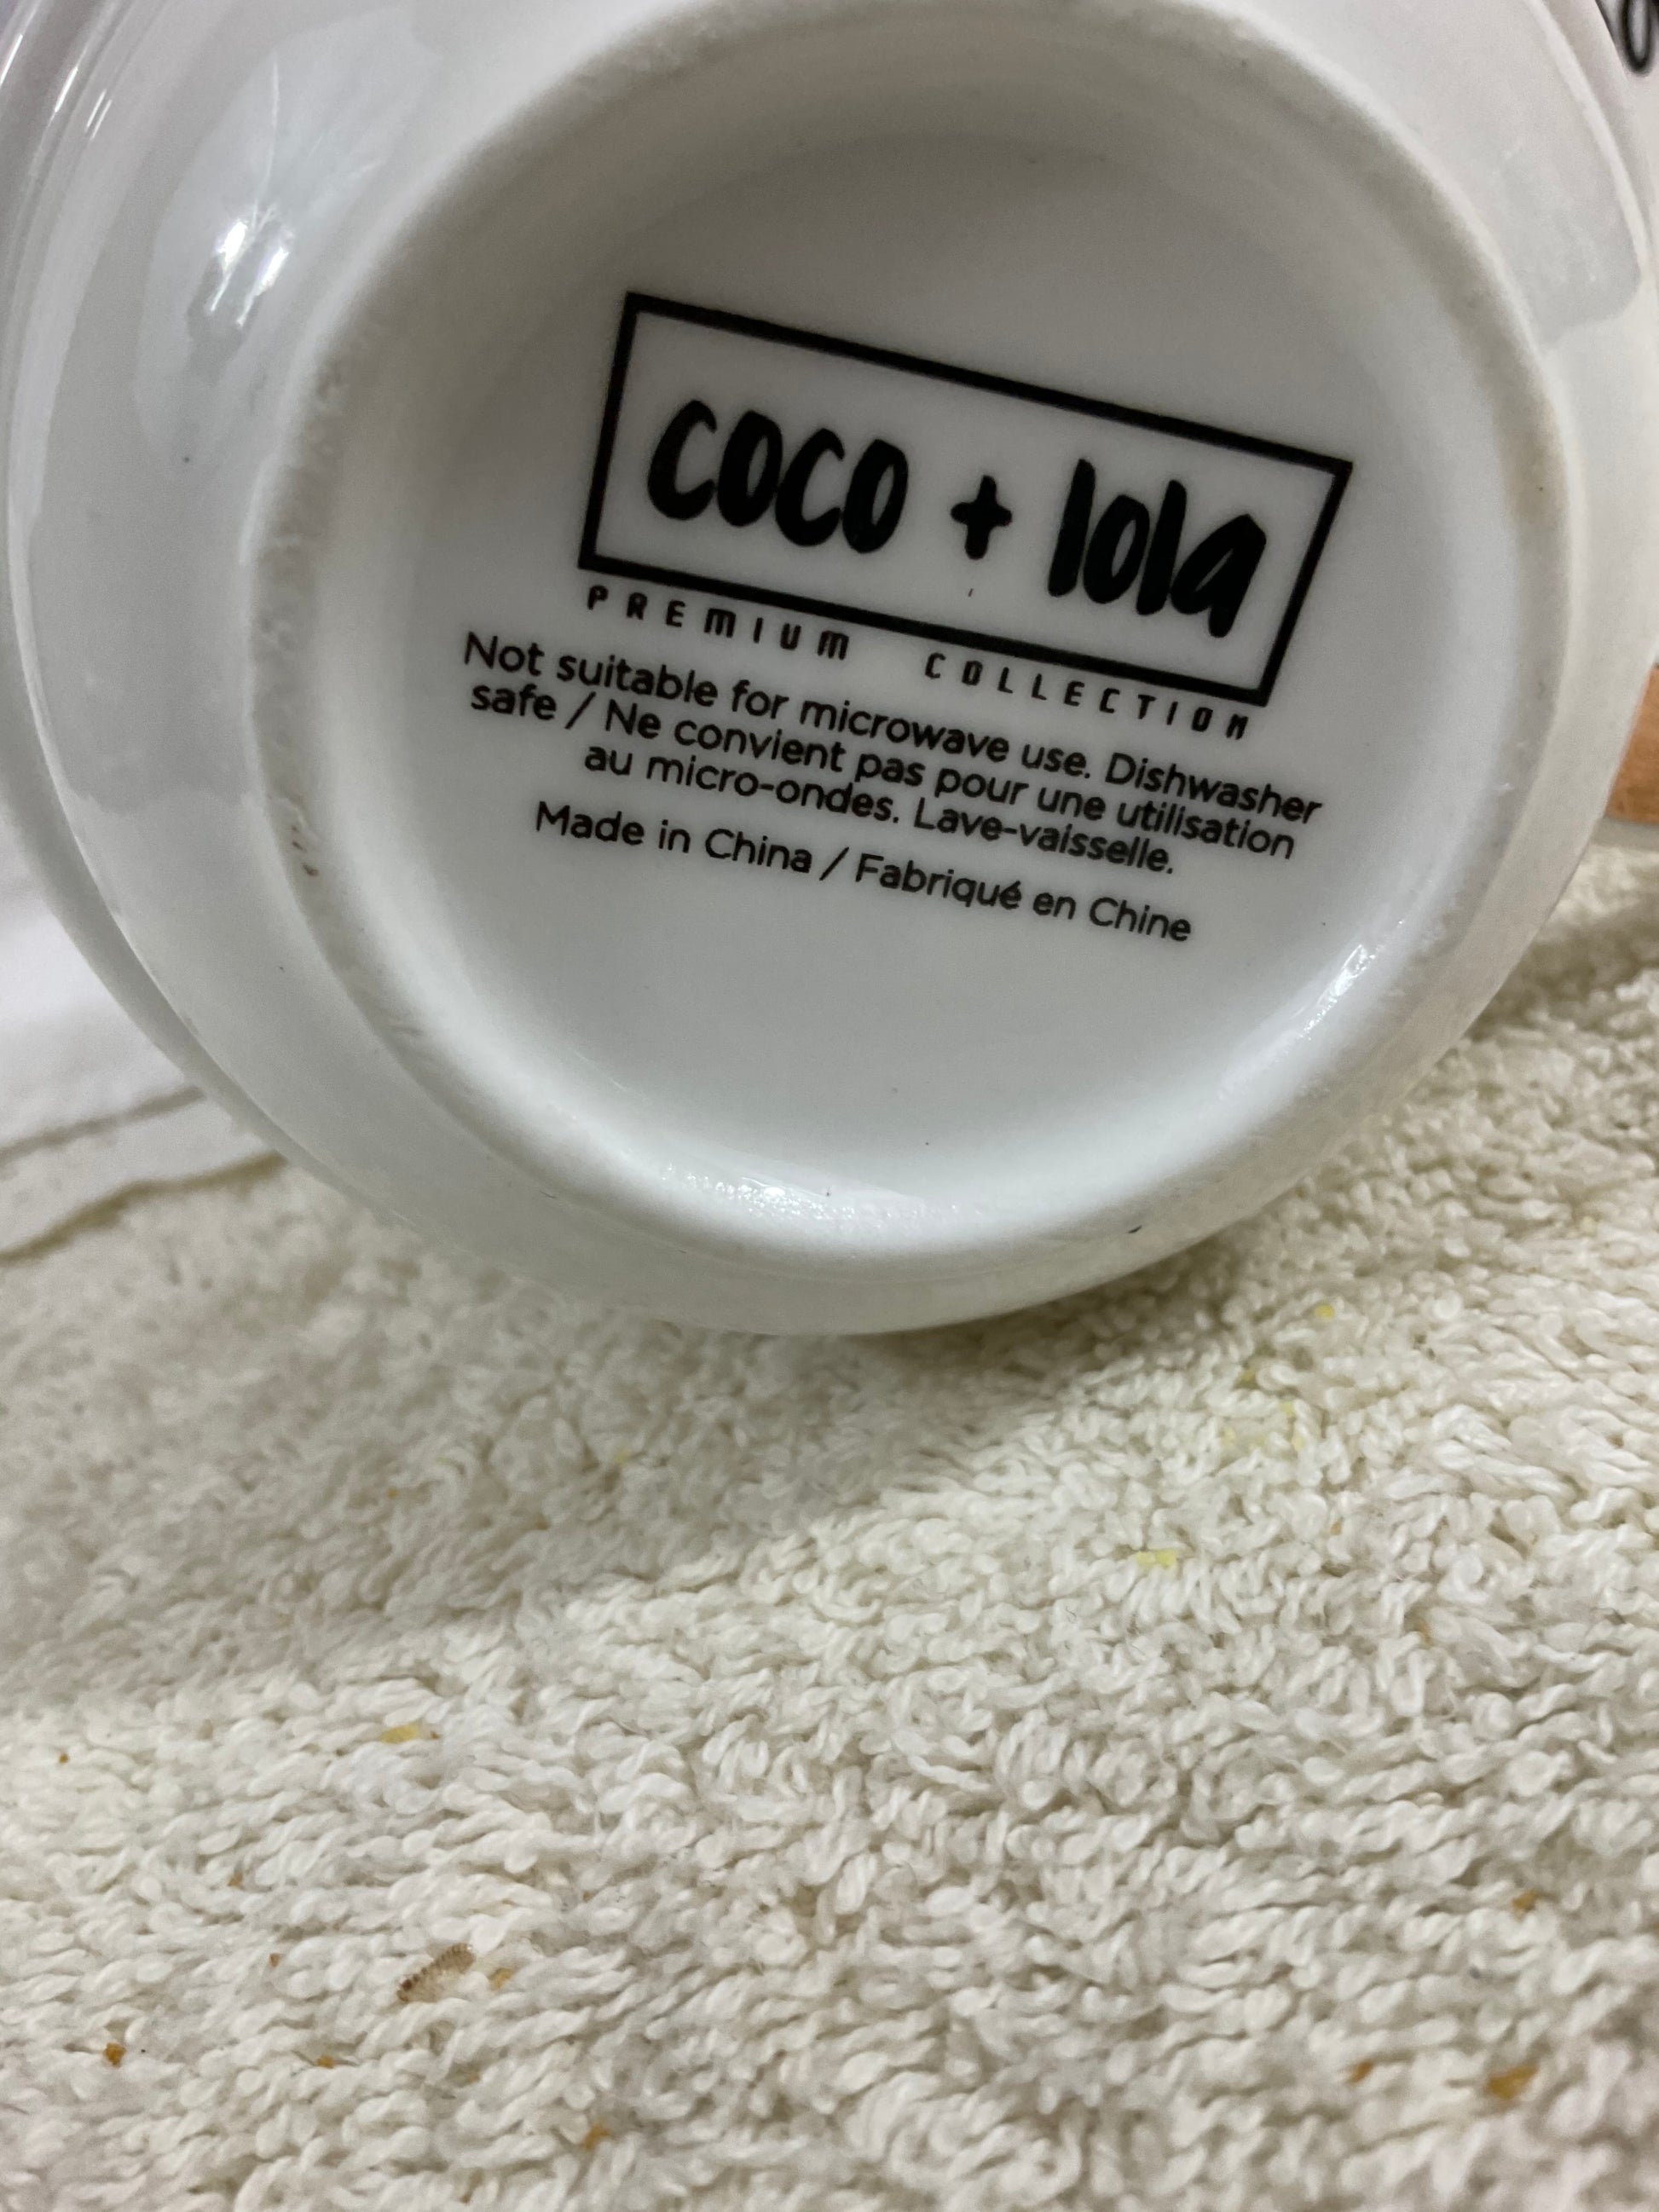 coco + lola
PREMIUM COLLECTION
Not suitable for microwave use. Dishwasher
safe / Ne convient pas pour une utilisation
au micro-ondes. Lave-vaisselle.
Made in China / Fabriqué en Chine